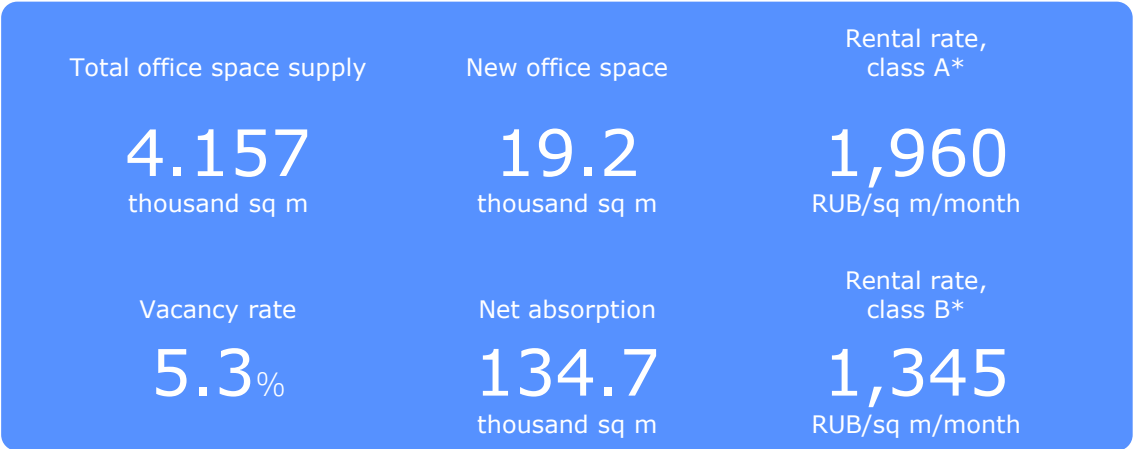 Total office space supply
4.157
thousand sq m
New office space
19.2
thousand sq m
Rental rate,
class A*
1,960
RUB/sq m/month
Vacancy rate
5.3%
Net absorption
134.7
thousand sq m
Rental rate,
class B*
1,345
RUB/sq m/month